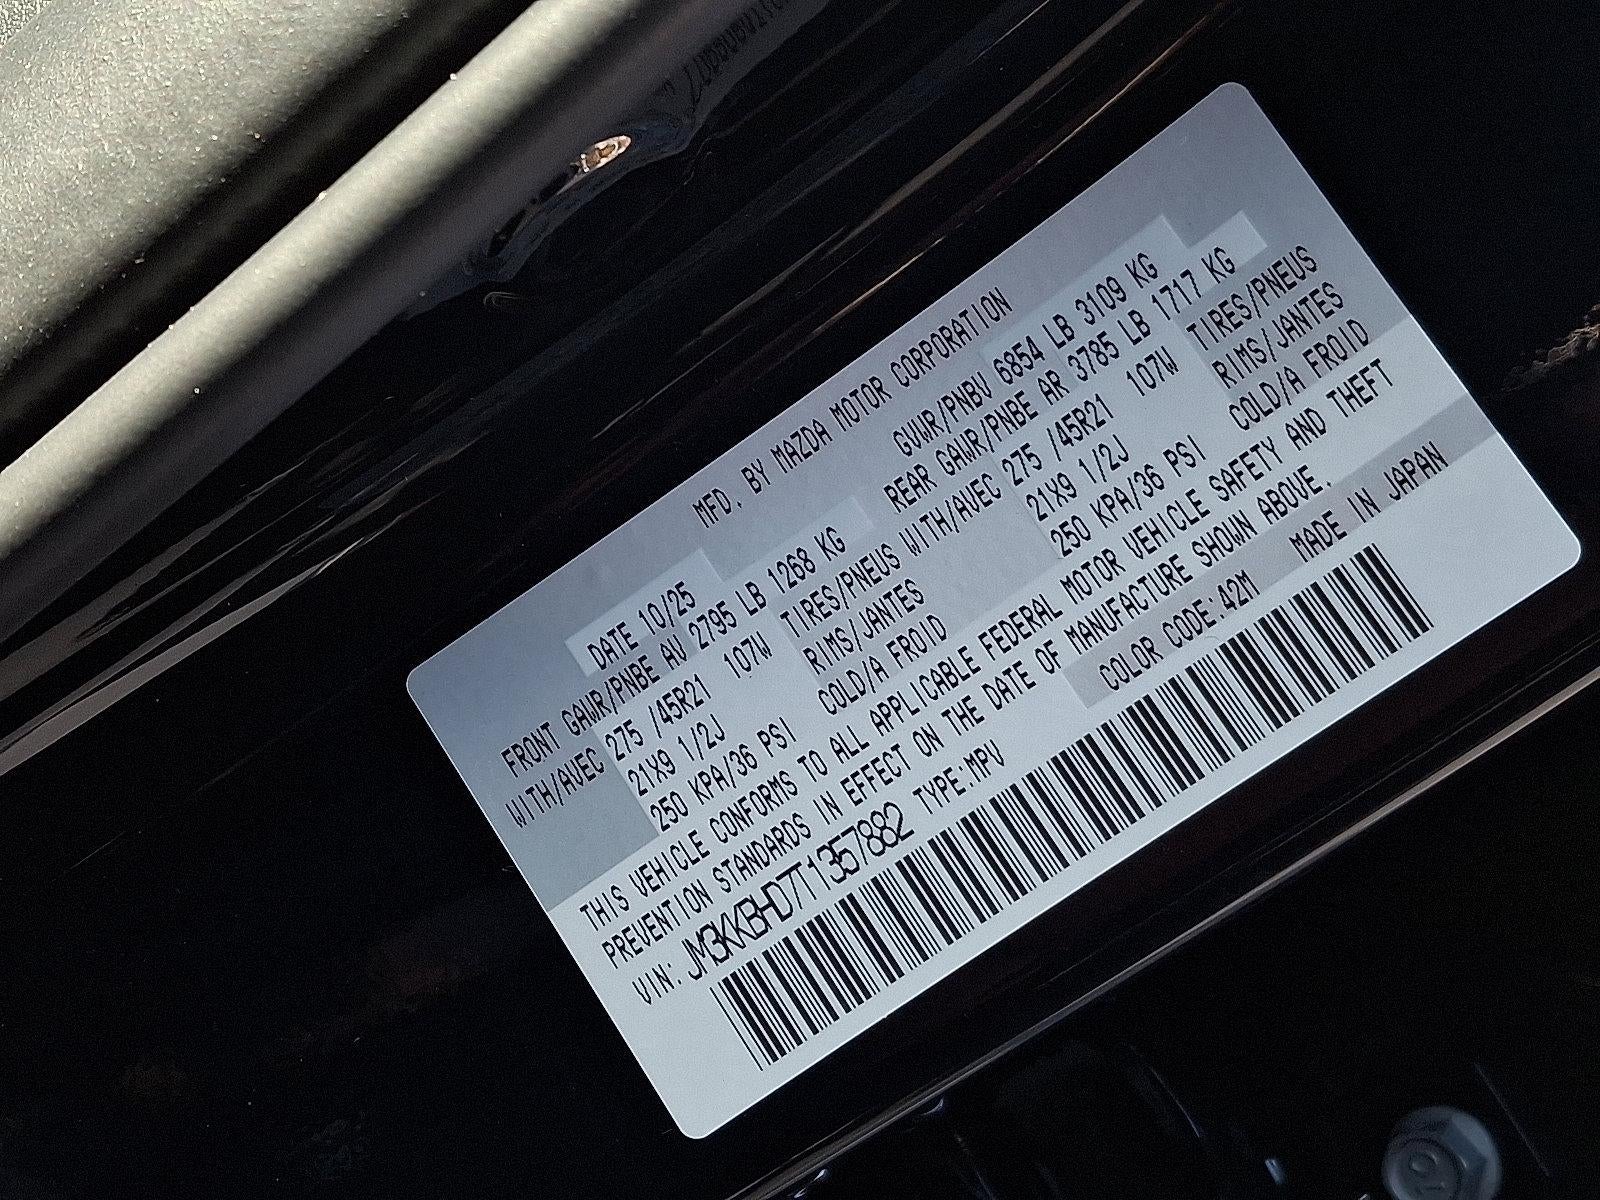 MFD. BY MAZDA MOTOR CORPORATION
DATE 10/25 GVWR/PNBV 6854 LB 3109 KG
FRONT GAWR/PNBE AV 2795 LB 1268 KG REAR GAWR/PNBE AR 3785 LB 1717 KG
WITH/AVEC 275 /45R21 107W TIRES/PNEUS WITH/AVEC 275 /45R21 107W TIRES/PNEUS
21X9 1/2J RIMS/JANTES 21X9 1/2J RIMS/JANTES
250 KPA/36 PSI COLD/A FROID 250 KPA/36 PSI COLD/A FROID
THIS VEHICLE CONFORMS TO ALL APPLICABLE FEDERAL MOTOR VEHICLE SAFETY AND THEFT
PREVENTION STANDARDS IN EFFECT ON THE DATE OF MANUFACTURE SHOWN ABOVE.
VIN: JM3KKBHD7T1357882 TYPE:MPV COLOR CODE:42M MADE IN JAPAN